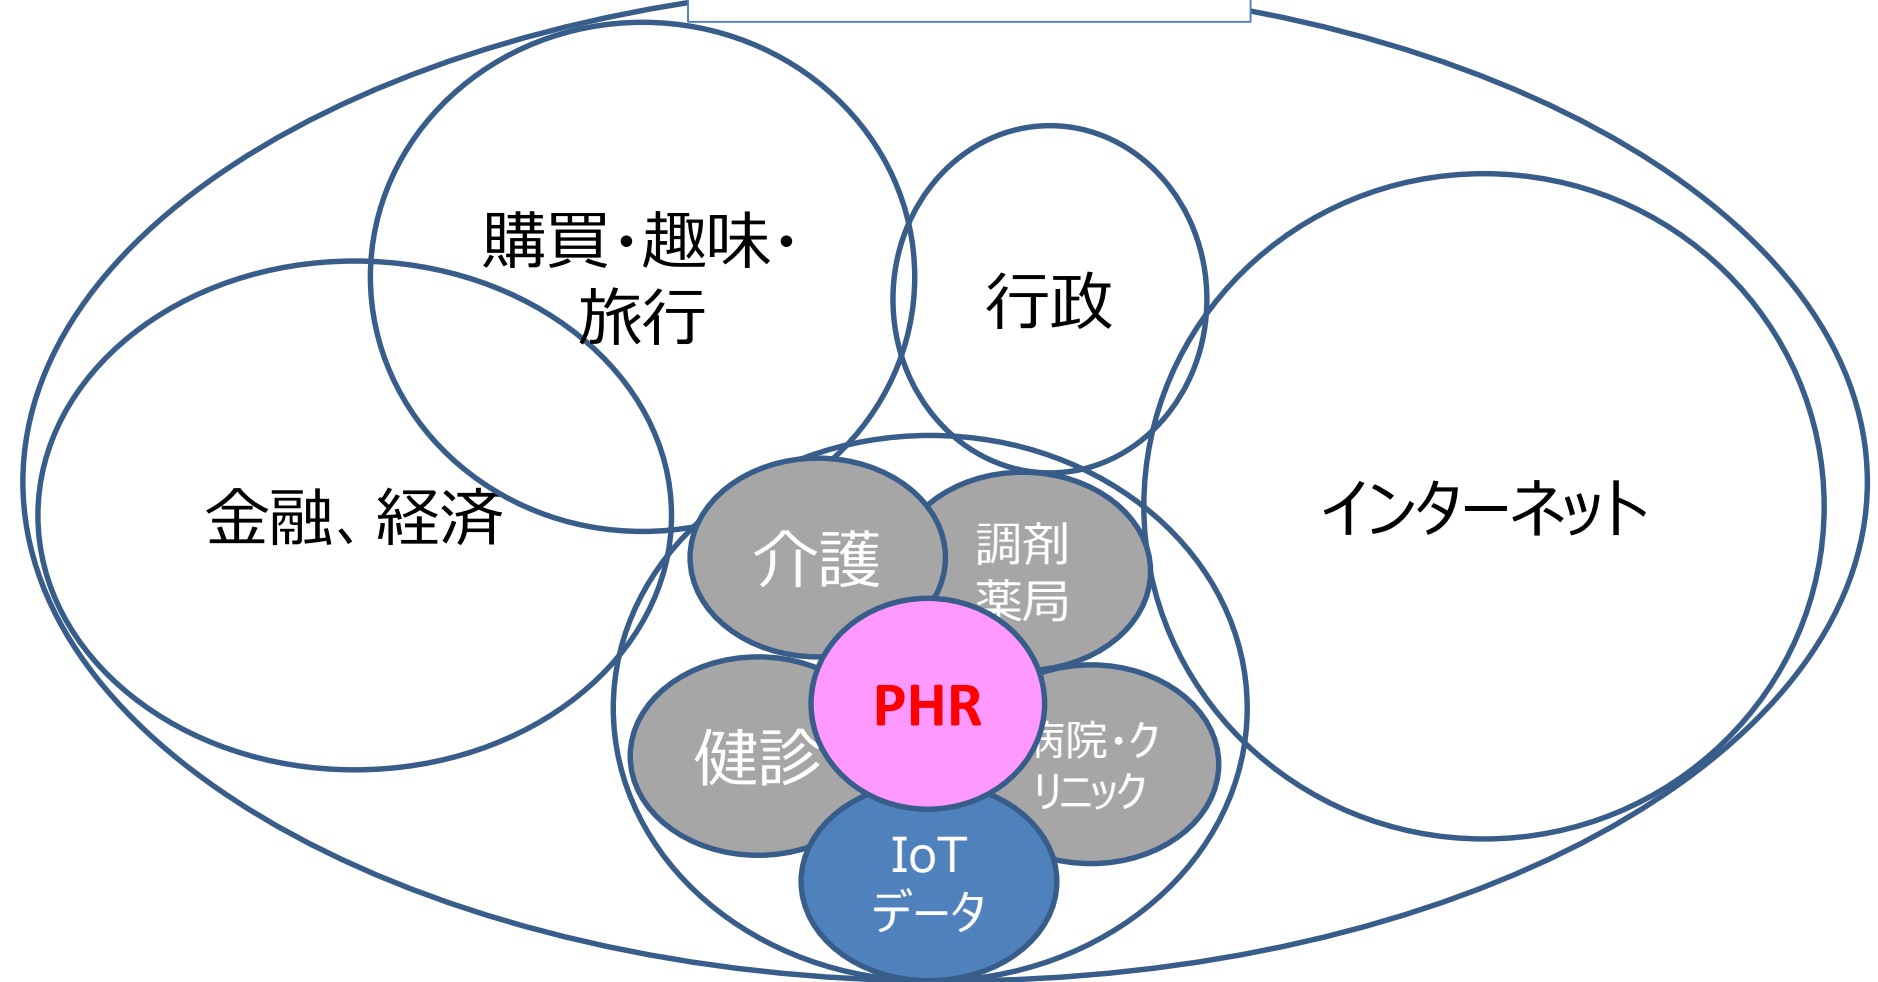 購買・趣味・
旅行
行政
金融、経済
インターネット
介護
調剤
薬局
PHR
健診
病院・ク
リニック
IoT
データ